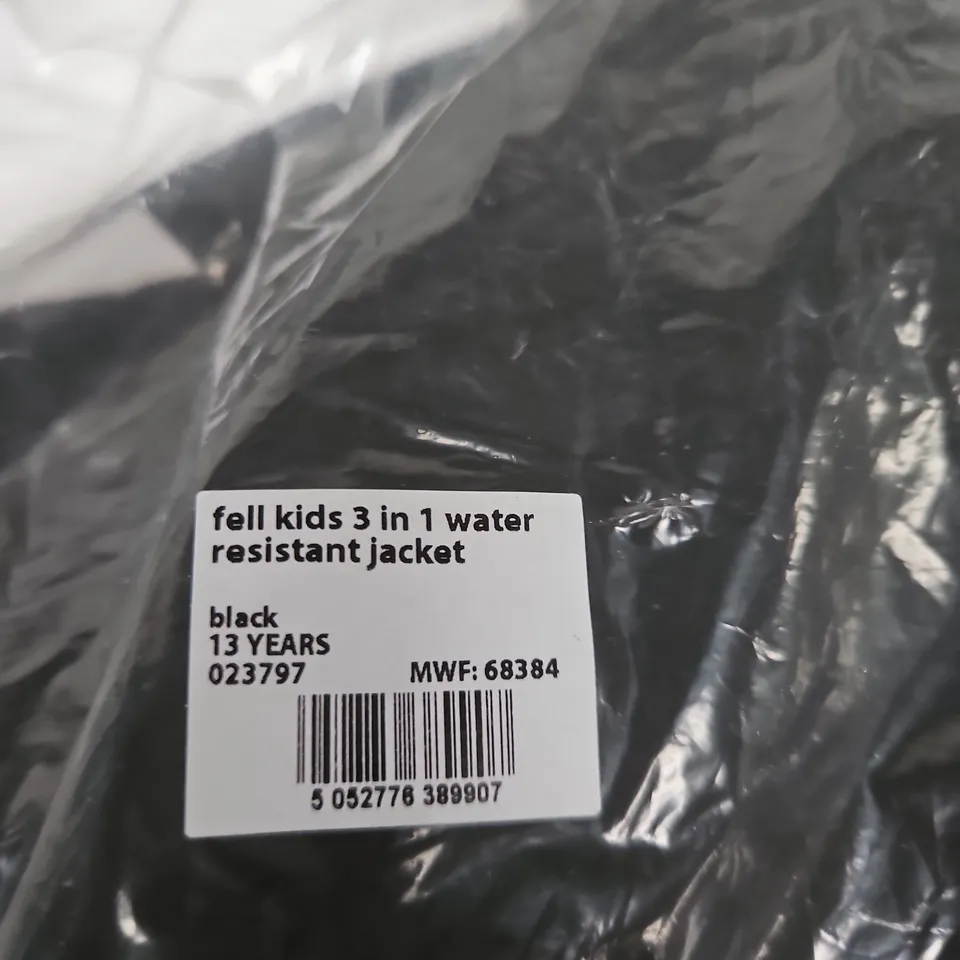 fell kids 3 in 1 water
resistant jacket
black
13 YEARS
023797 MWF: 68384
5 052776 389907